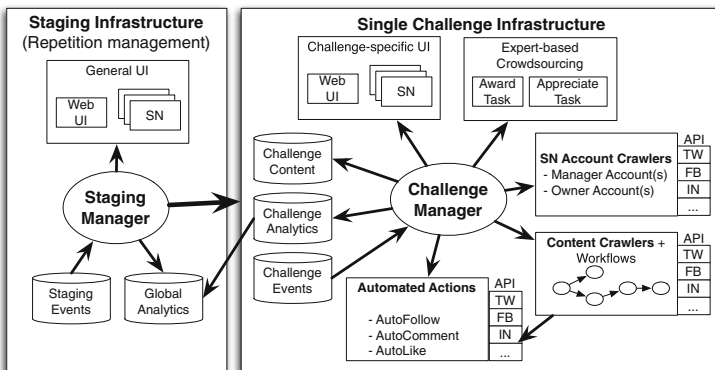 Staging Infrastructure
(Repetition management)
General UI
Web
UI
SN
Staging
Manager
Staging
Events
Global
Analytics
Single Challenge Infrastructure
Challenge-specific UI
Web
UI
SN
Expert-based
Crowdsourcing
Award
Task
Appreciate
Task
Challenge
Content
Challenge
Analytics
Challenge
Events
Challenge
Manager
SN Account Crawlers
- Manager Account(s)
- Owner Account(s)
API
TW
FB
IN
...
Content Crawlers +
Workflows
API
TW
FB
IN
...
Automated Actions
- AutoFollow
- AutoComment
- AutoLike
API
TW
FB
IN
...